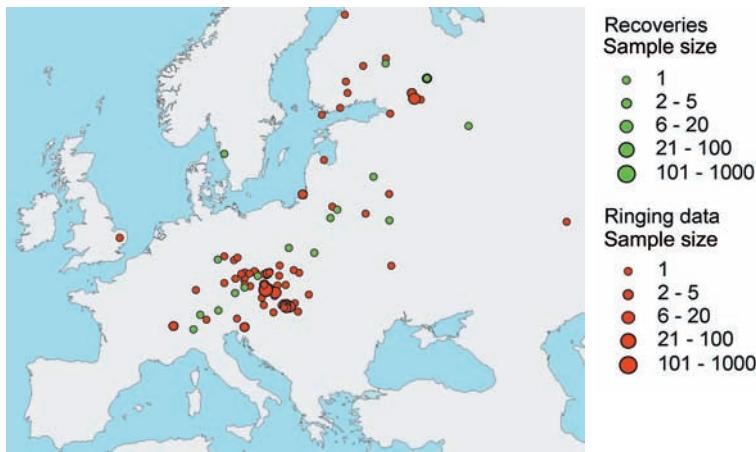 Recoveries
Sample size
1
2 - 5
6 - 20
21 - 100
101 - 1000
Ringing data
Sample size
1
2 - 5
6 - 20
21 - 100
101 - 1000